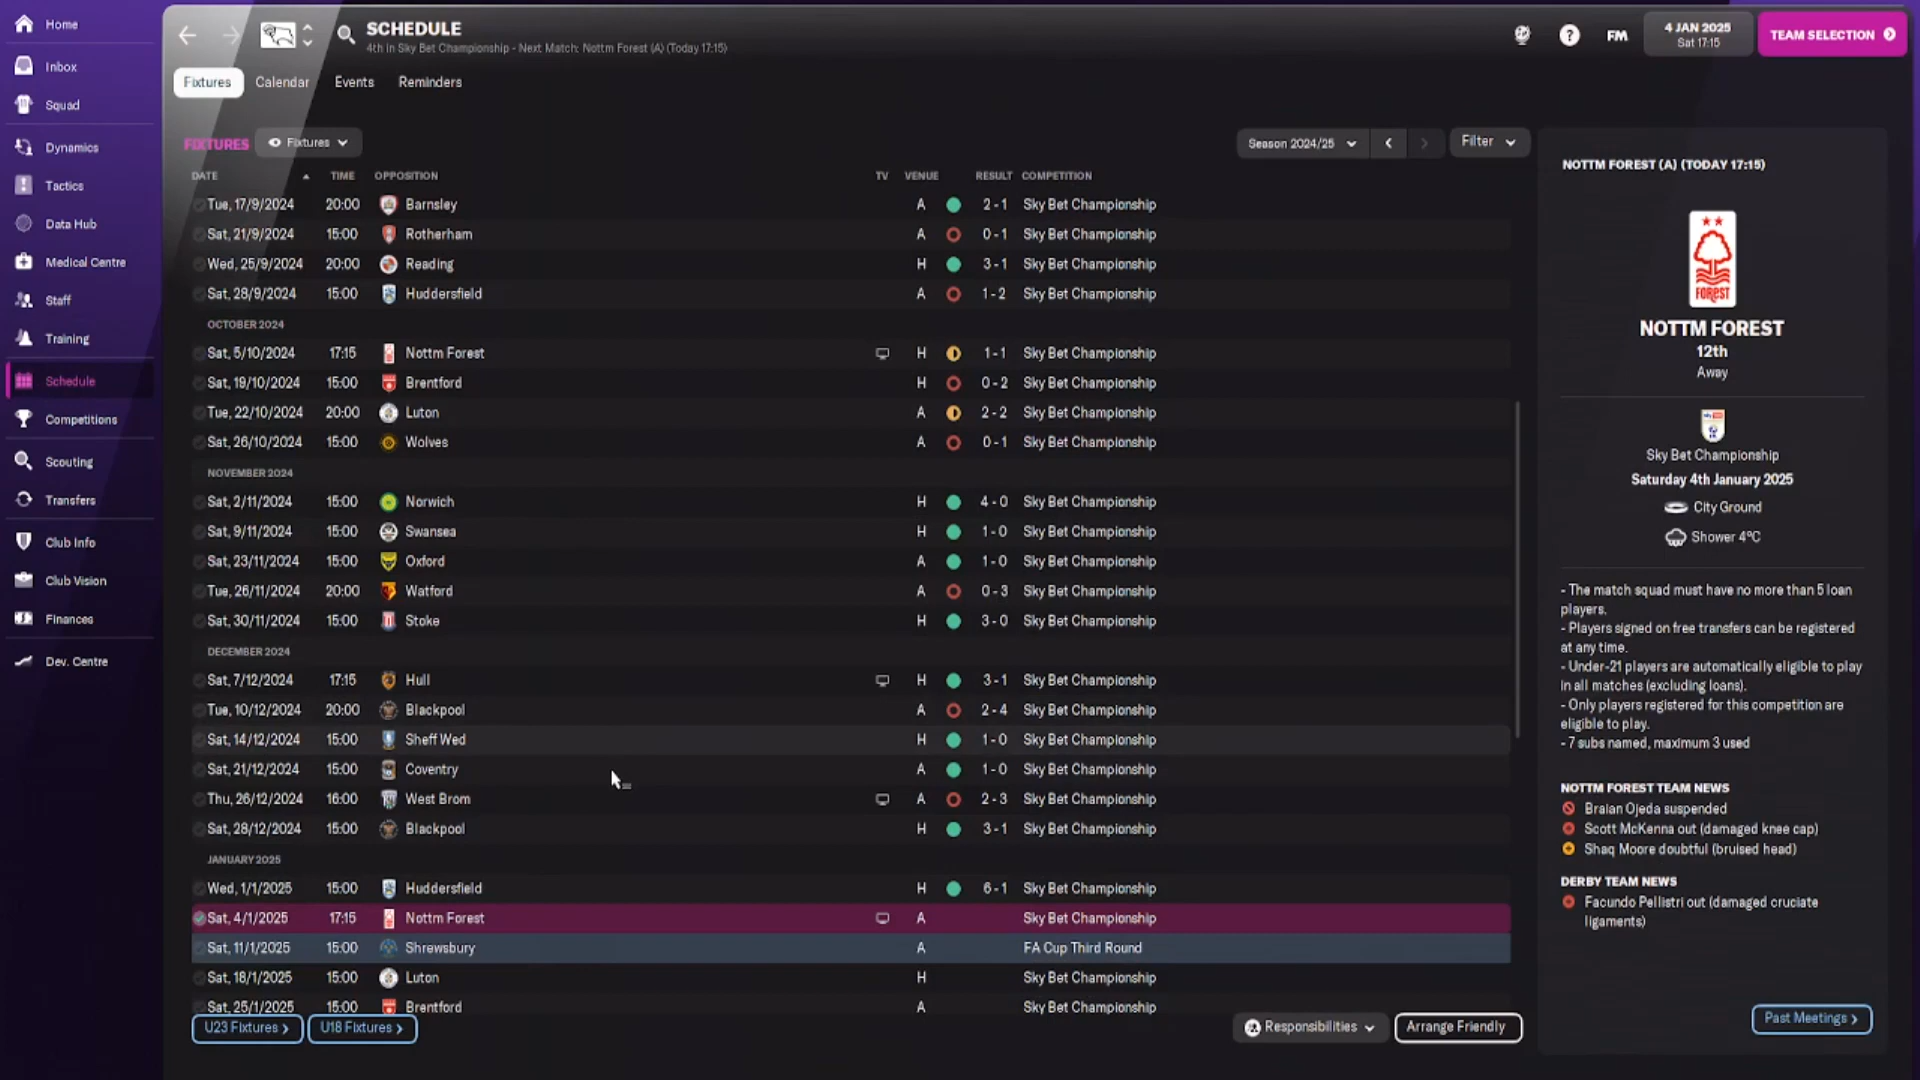 Home
Inbox
Squad
Dynamics
Tactics
Data Hub
Medical Centre
Staff
Training
Schedule
Competitions
Scouting
Transfers
Club Info
Club Vision
Finances
Dev. Centre
SCHEDULE
4th in Sky Bet Championship - Next Match: Nottm Forest (A) (Today 17:15)
? FM
4 JAN 2025
Sat 17:15
TEAM SELECTION
Fixtures Calendar Events Reminders
FIXTURES Fixtures Season 2024/25 Filter
DATE TIME OPPOSITION TV VENUE RESULT COMPETITION
Tue, 17/9/2024 20:00 Barnsley A 2 - 1 Sky Bet Championship
Sat, 21/9/2024 15:00 Rotherham A 0 - 1 Sky Bet Championship
Wed, 25/9/2024 20:00 Reading H 3 - 1 Sky Bet Championship
Sat, 28/9/2024 15:00 Huddersfield A 1 - 2 Sky Bet Championship
OCTOBER 2024
Sat, 5/10/2024 17:15 Nottm Forest H 1 - 1 Sky Bet Championship
Sat, 19/10/2024 15:00 Brentford H 0 - 2 Sky Bet Championship
Tue, 22/10/2024 20:00 Luton A 2 - 2 Sky Bet Championship
Sat, 26/10/2024 15:00 Wolves A 0 - 1 Sky Bet Championship
NOVEMBER 2024
Sat, 2/11/2024 15:00 Norwich H 4 - 0 Sky Bet Championship
Sat, 9/11/2024 15:00 Swansea H 1 - 0 Sky Bet Championship
Sat, 23/11/2024 15:00 Oxford A 1 - 0 Sky Bet Championship
Tue, 26/11/2024 20:00 Watford A 0 - 3 Sky Bet Championship
Sat, 30/11/2024 15:00 Stoke H 3 - 0 Sky Bet Championship
DECEMBER 2024
Sat, 7/12/2024 17:15 Hull H 3 - 1 Sky Bet Championship
Tue, 10/12/2024 20:00 Blackpool A 2 - 4 Sky Bet Championship
Sat, 14/12/2024 15:00 Sheff Wed H 1 - 0 Sky Bet Championship
Sat, 21/12/2024 15:00 Coventry A 1 - 0 Sky Bet Championship
Thu, 26/12/2024 16:00 West Brom A 2 - 3 Sky Bet Championship
Sat, 28/12/2024 15:00 Blackpool H 3 - 1 Sky Bet Championship
JANUARY 2025
Wed, 1/1/2025 15:00 Huddersfield H 6 - 1 Sky Bet Championship
Sat, 4/1/2025 17:15 Nottm Forest A Sky Bet Championship
Sat, 11/1/2025 15:00 Shrewsbury A FA Cup Third Round
Sat, 18/1/2025 15:00 Luton H Sky Bet Championship
Sat, 25/1/2025 15:00 Brentford A Sky Bet Championship
U23 Fixtures U18 Fixtures Responsibilities Arrange Friendly
NOTTM FOREST (A) (TODAY 17:15)
FOREST
NOTTM FOREST
12th
Away
Sky Bet Championship
Saturday 4th January 2025
City Ground
Shower 4°C
- The match squad must have no more than 5 loan
players.
- Players signed on free transfers can be registered
at any time.
- Under-21 players are automatically eligible to play
in all matches (excluding loans).
- Only players registered for this competition are
eligible to play.
- 7 subs named, maximum 3 used
NOTTM FOREST TEAM NEWS
Braian Ojeda suspended
Scott McKenna out (damaged knee cap)
Shaq Moore doubtful (bruised head)
DERBY TEAM NEWS
Facundo Pellistri out (damaged cruciate
ligaments)
Past Meetings